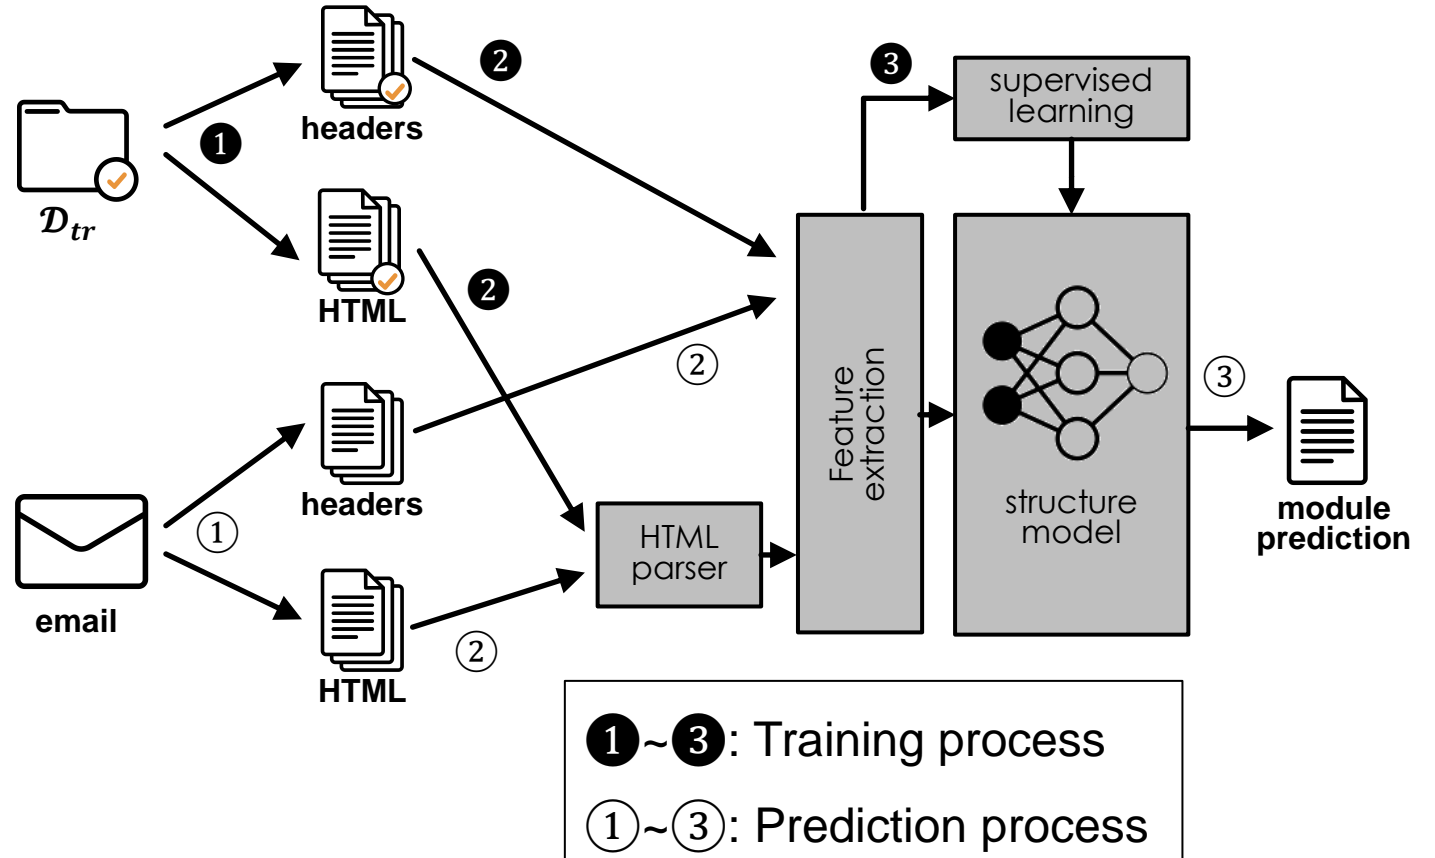 ❷
❸
supervised
learning
headers
❶
𝓓tr
❷
HTML
②
Feature
extraction
③
headers
①
structure
model
module
prediction
HTML
parser
email
②
HTML
❶~❸: Training process
①~③: Prediction process